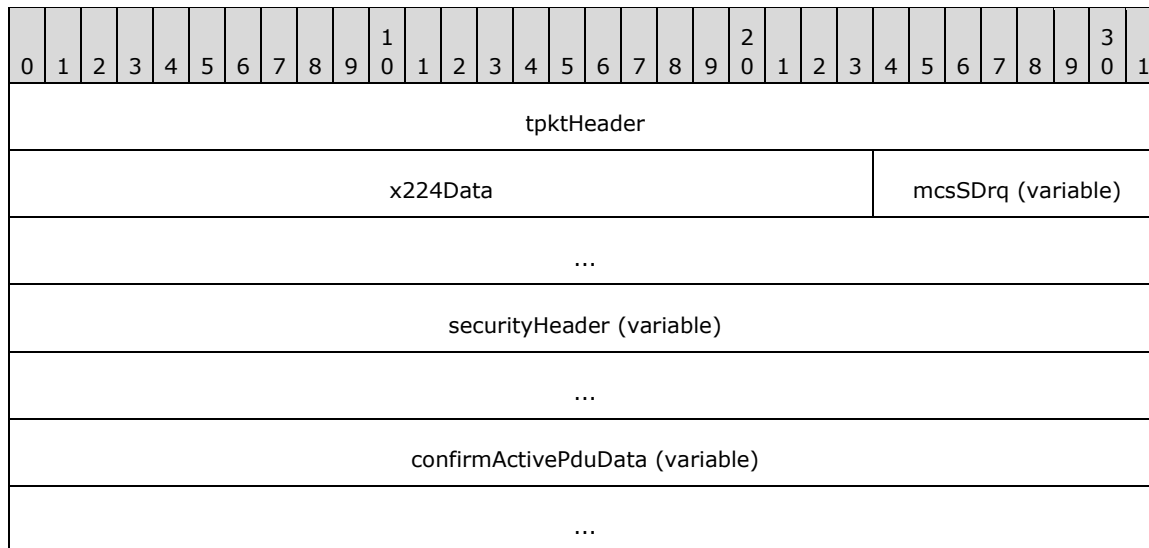 1 2 3
0 1 2 3 4 5 6 7 8 9 0 1 2 3 4 5 6 7 8 9 0 1 2 3 4 5 6 7 8 9 0 1
tpktHeader
x224Data mcsSDrq (variable)
...
securityHeader (variable)
...
confirmActivePduData (variable)
...